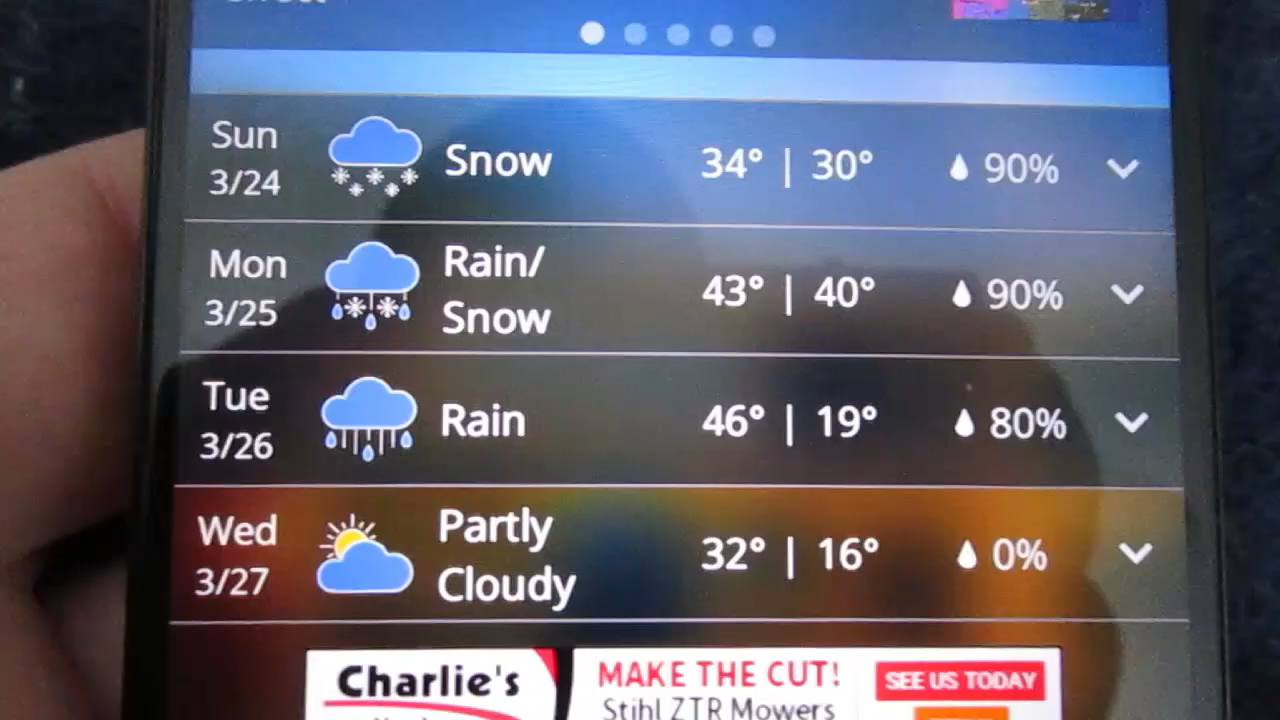 Sun
3/24
Snow
34° | 30°
90%
Mon
3/25
Rain/
Snow
43° | 40°
90%
Tue
3/26
Rain
46° | 19°
80%
Wed
3/27
Partly
Cloudy
32° | 16°
0%
Charlie's
MAKE THE CUT!
Stihl ZTR Mowers
SEE US TODAY